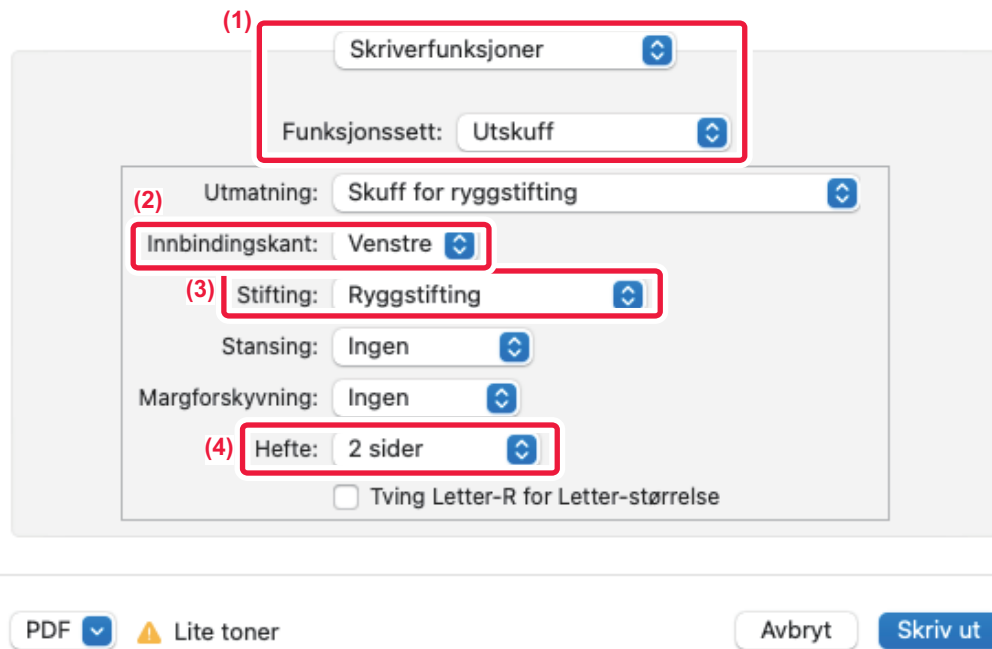 (1)
Skriverfunksjoner
Funksjonssett: Utskuff
Utmatning: Skuff for ryggstifting
(2)
Innbindingskant: Venstre
(3) Stifting: Ryggstifting
Stansing: Ingen
Margforskyvning: Ingen
(4) Hefte: 2 sider
Tving Letter-R for Letter-størrelse
PDF Lite toner Avbryt Skriv ut